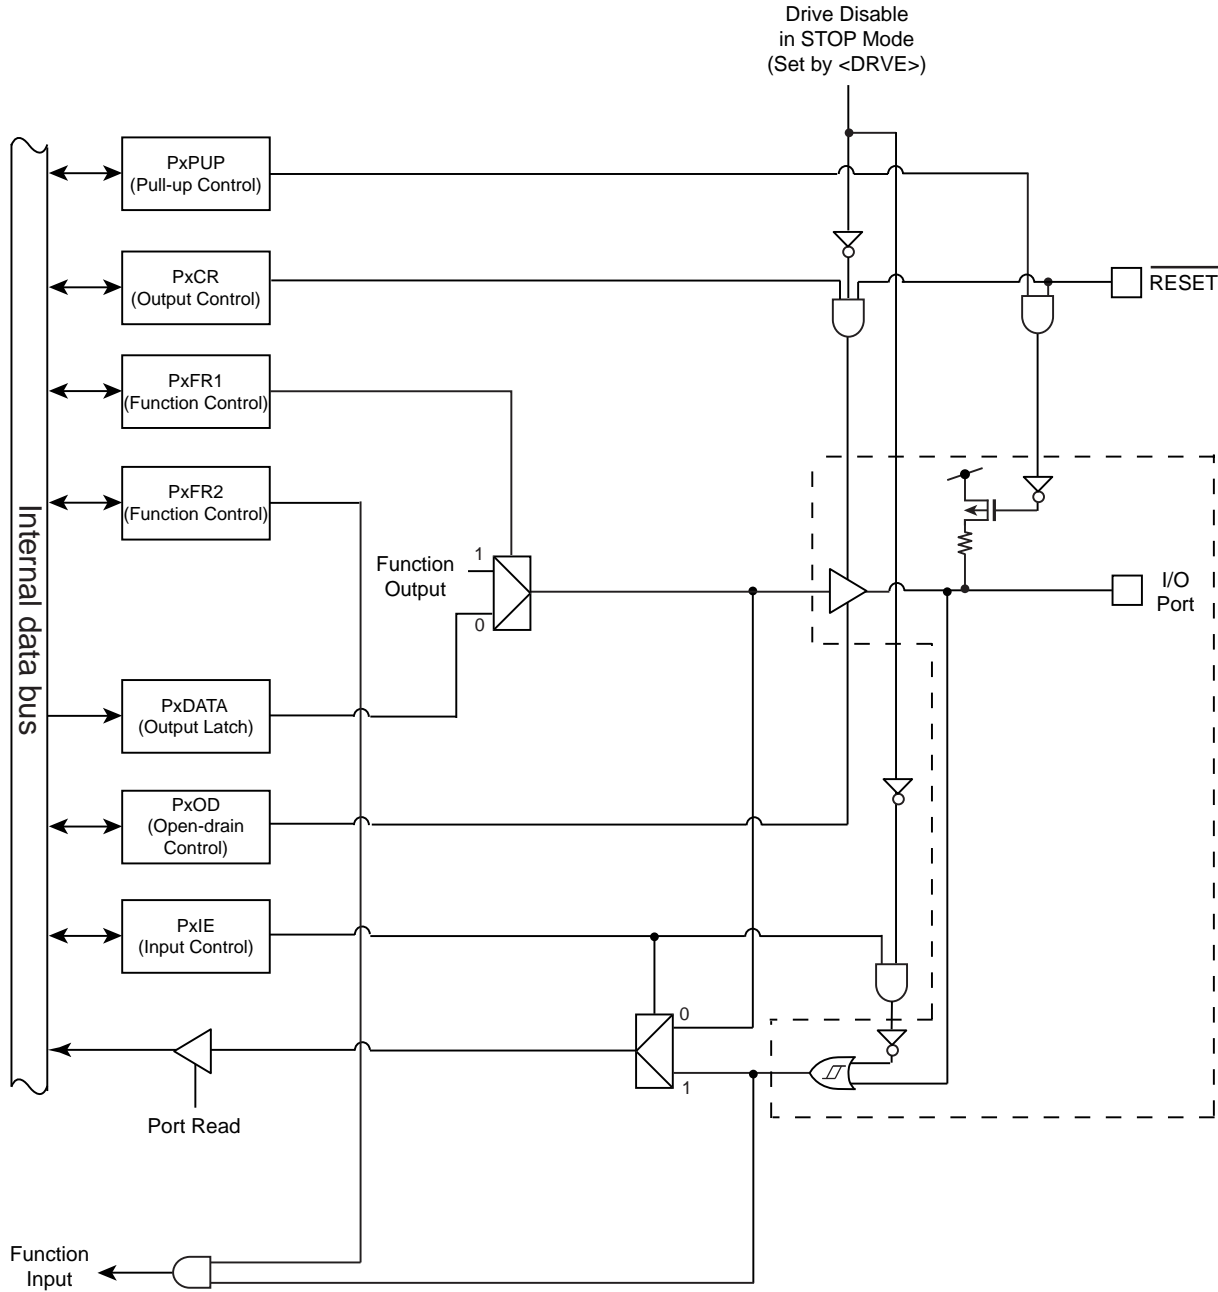 Drive Disable
in STOP Mode
(Set by <DRVE>)
PxPUP
(Pull-up Control)
PxCR
(Output Control)
RESET
PxFR1
(Function Control)
PxFR2
(Function Control)
Internal data bus
Function
Output
1
0
I/O
Port
PxDATA
(Output Latch)
PxOD
(Open-drain
Control)
PxIE
(Input Control)
0
1
Port Read
Function
Input